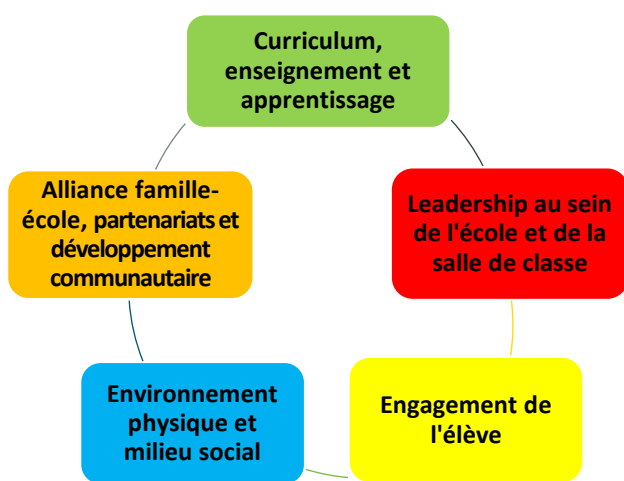 Curriculum,
enseignement et
apprentissage
Alliance famille-
école, partenariats et
développement
communautaire
Leadership au sein
de l'école et de la
salle de classe
Environnement
physique et
milieu social
Engagement de
l'élève